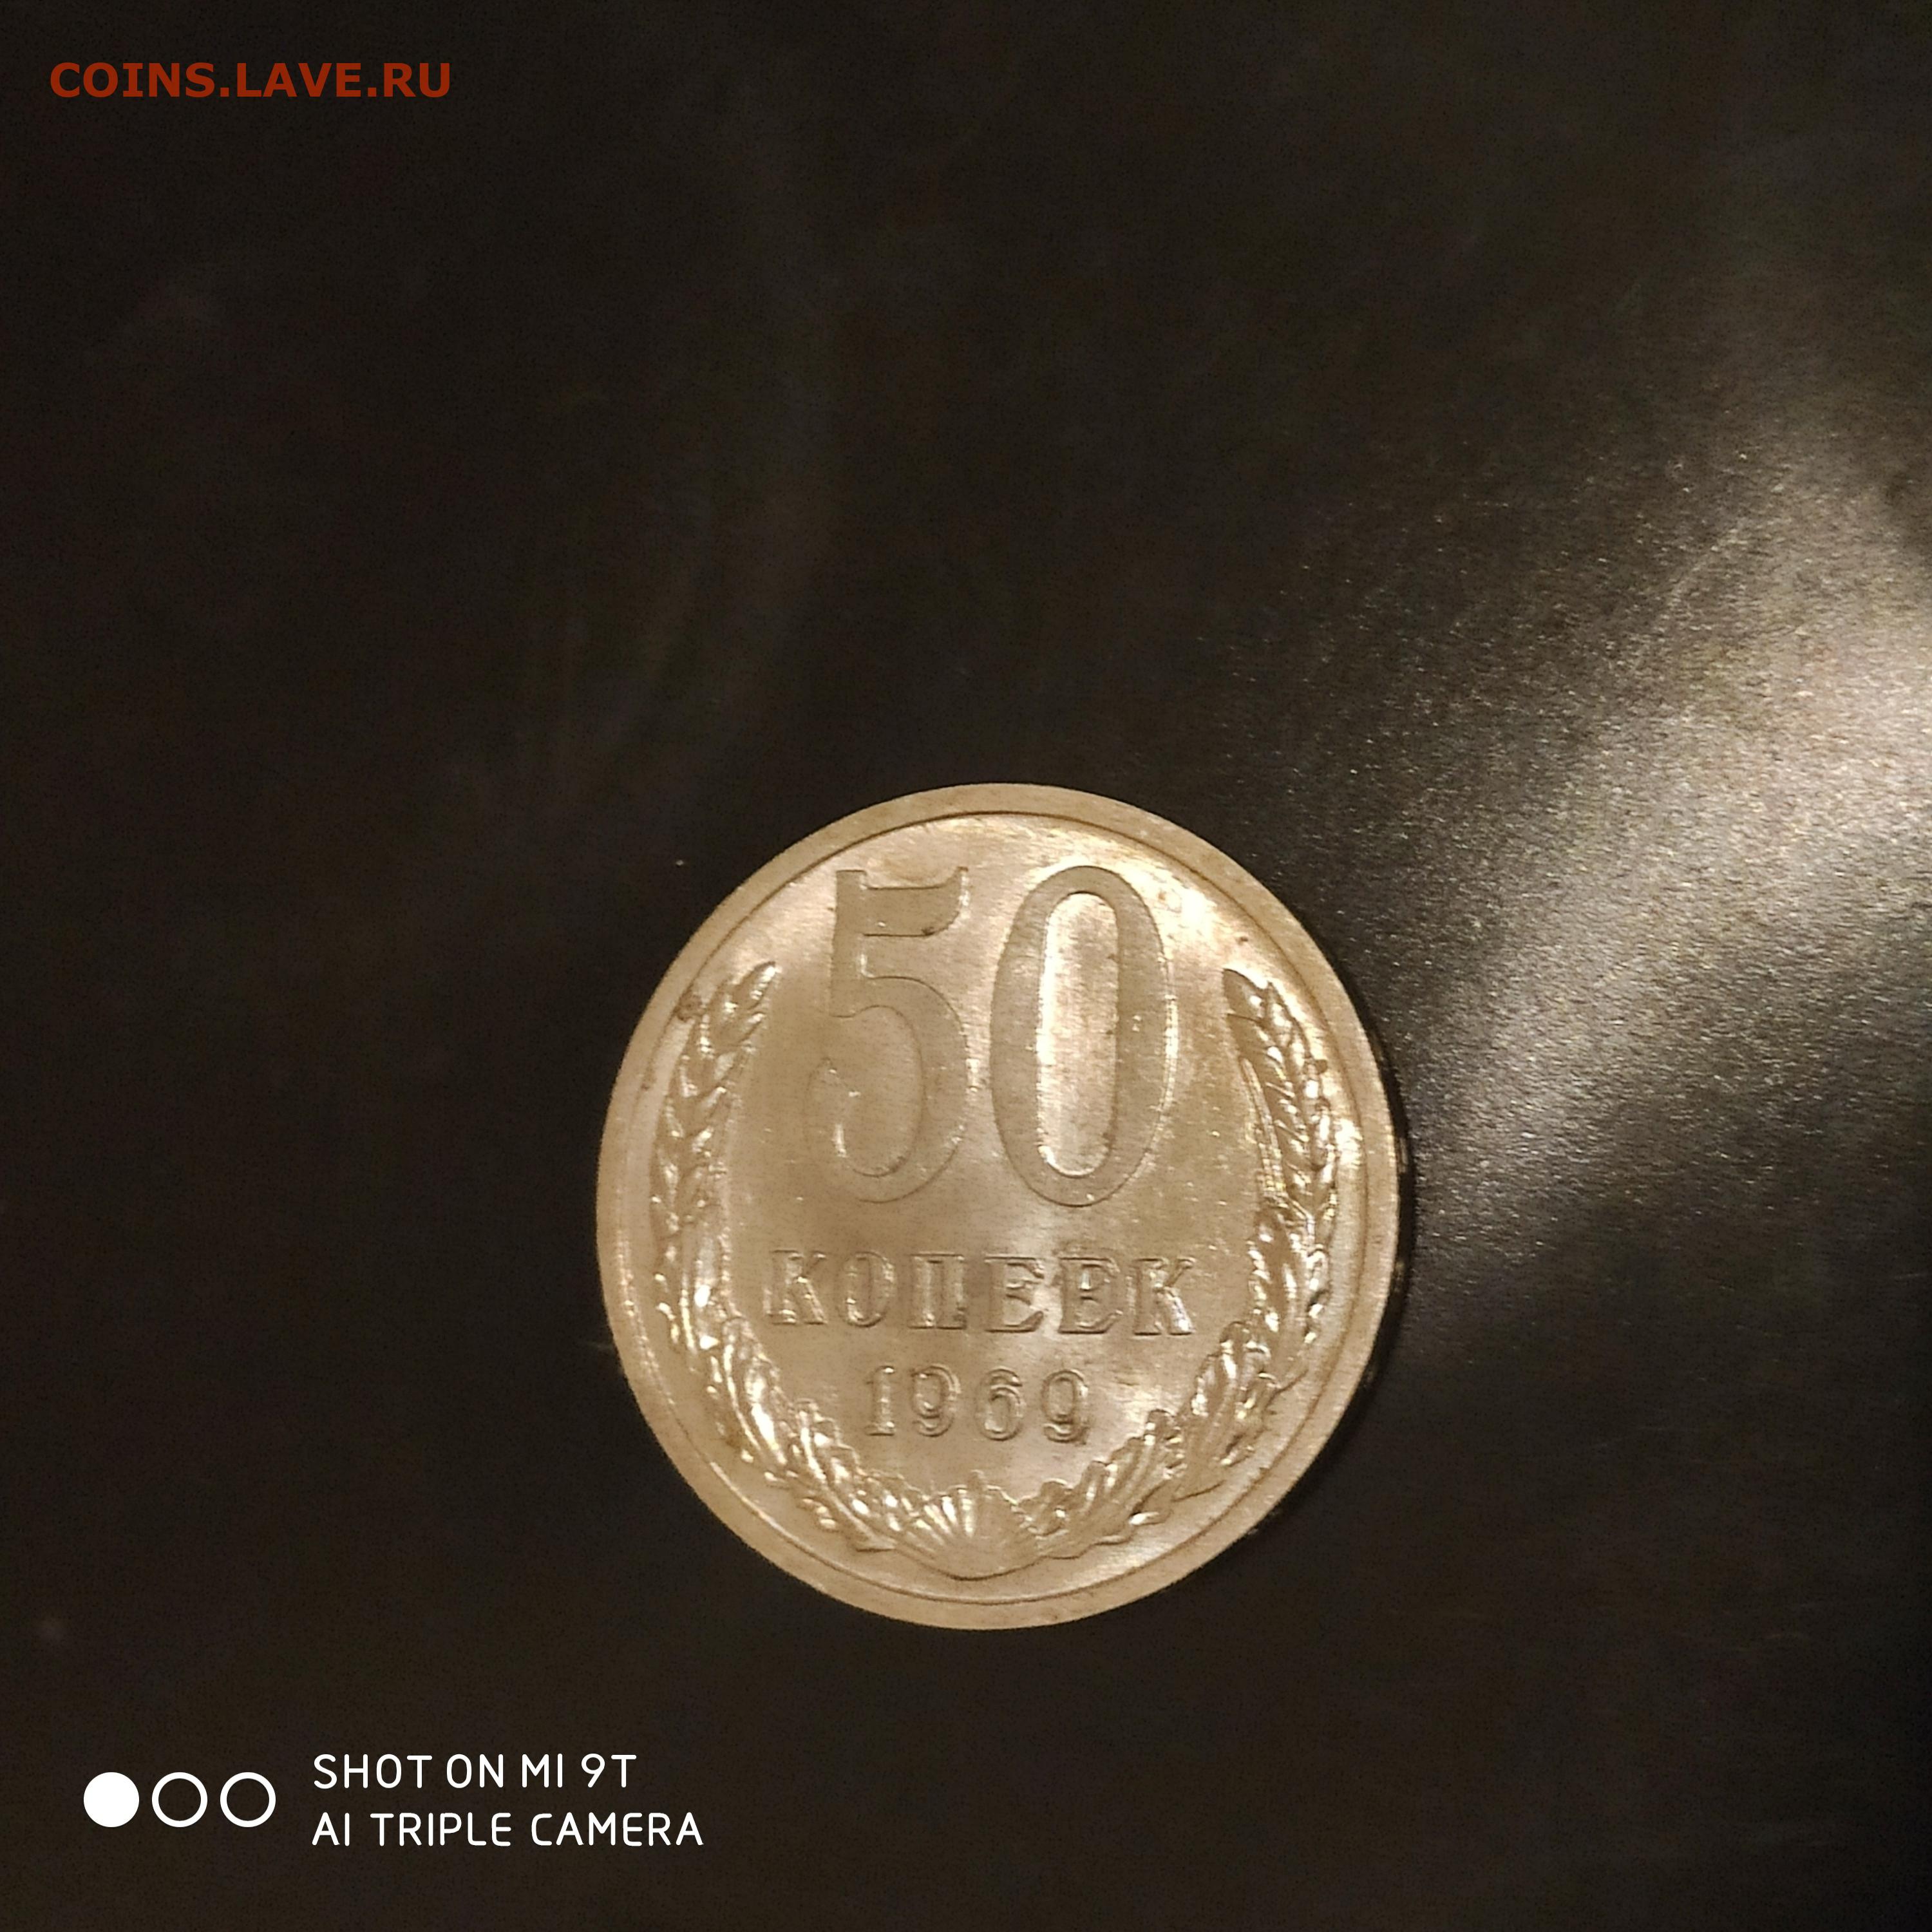 COINS.LAVE.RU
50
КОПЕЕК
1969
SHOT ON MI 9T
AI TRIPLE CAMERA